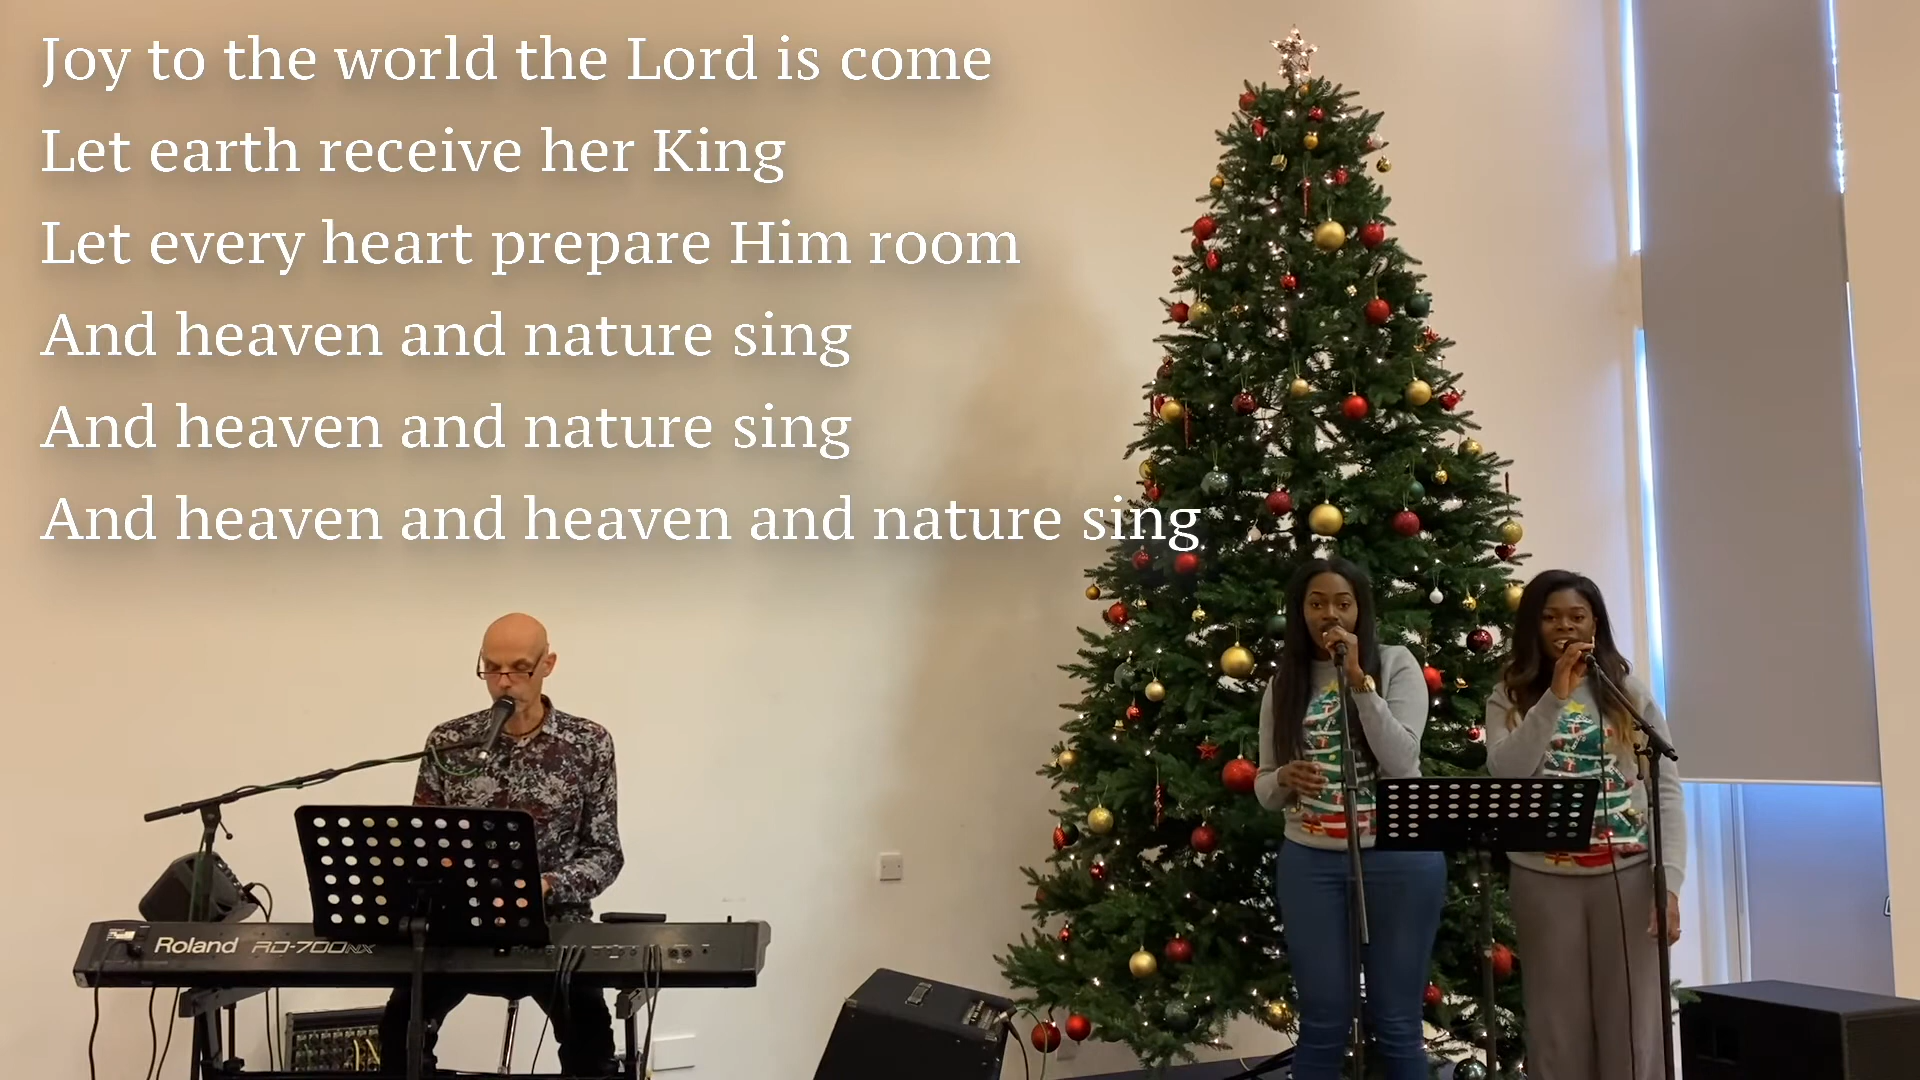 Joy to the world the Lord is come
Let earth receive her King
Let every heart prepare Him room
And heaven and nature sing
And heaven and nature sing
And heaven and heaven and nature sing
Roland RD-700NX